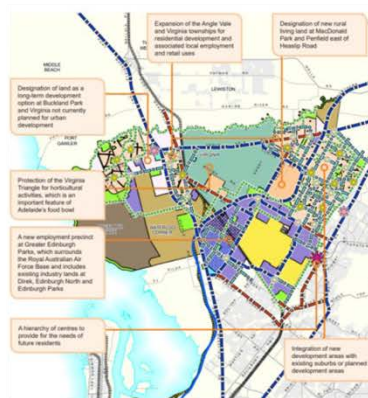 Expansion of the Angle Vale
and Virginia townships for
residential development and
associated local employment
and retail uses
Designation of new rural
living land at MacDonald
Park and Penfield east of
Heaslip Road
MIDDLE
BEACH
LEWISTON
Designation of land as a
long-term development
option at Buckland Park
and Virginia not currently
planned for urban
development
PORT
GAWLER
Protection of the Virginia
Triangle for horticultural
activities, which is an
important feature of
Adelaide's food bowl
WATERLOO
CORNER
A new employment precinct
at Greater Edinburgh
Parks, which surrounds
the Royal Australian Air
Force Base and includes
existing industry lands at
Direk, Edinburgh North and
Edinburgh Parks
A hierarchy of centres to
provide for the needs of
future residents
Integration of new
development areas with
existing suburbs or planned
development areas